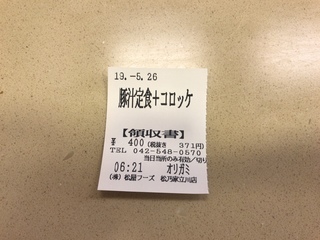 19.-5.26
豚汁定食+コロッケ
【領収書】
¥ 400 (税抜き 371円)
TEL 042-548-0570
当日当所のみ有効/切り
06:21 オリガミ
(株) 松屋フーズ 松乃家立川店